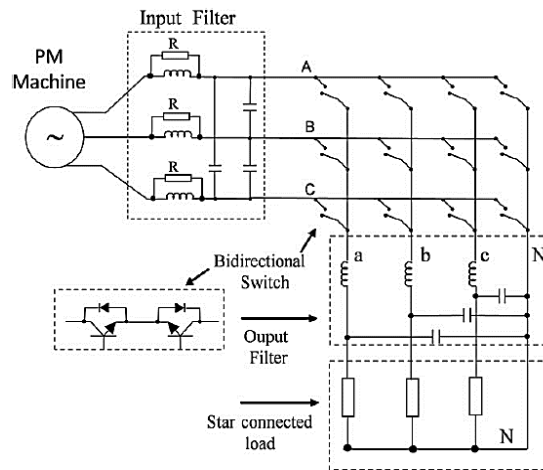 Input Filter
PM
Machine
R
R
R
A
B
C
~
a
b
c
N
Bidirectional
Switch
Ouput
Filter
Star connected
load
N